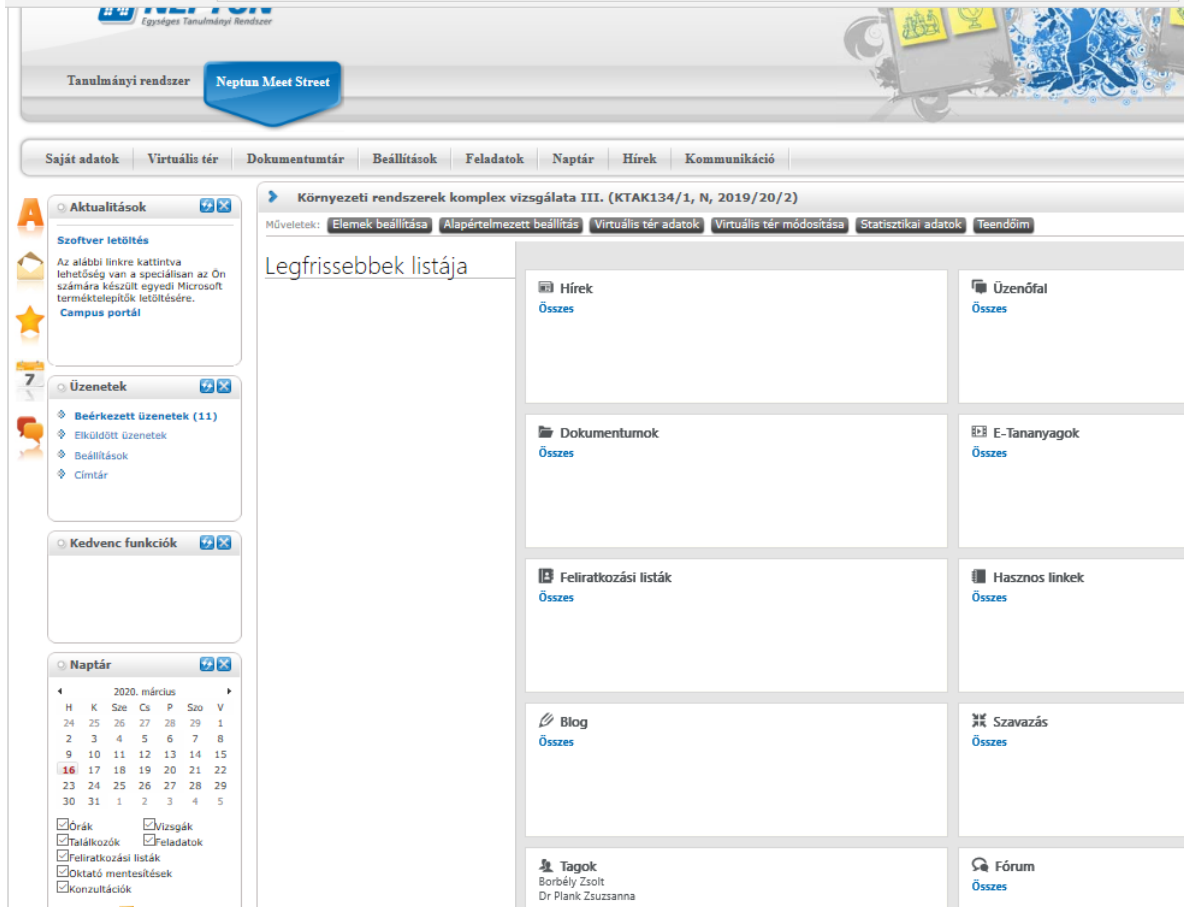 NEPTUN
Egységes Tanulmányi Rendszer
Tanulmányi rendszer
Neptun Meet Street
Saját adatok
Virtuális tér
Dokumentumtár
Beállítások
Feladatok
Naptár
Hírek
Kommunikáció
Aktualitások
Szoftver letöltés
Az alábbi linkre kattintva
lehetőség van a speciálisan az Ön
számára készült egyedi Microsoft
terméktelepítők letöltésére.
Campus portál
7
Üzenetek
Beérkezett üzenetek (11)
Elküldött üzenetek
Beállítások
Címtár
Kedvenc funkciók
Naptár
2020. március
H K Sze Cs P Szo V
24 25 26 27 28 29 1
2 3 4 5 6 7 8
9 10 11 12 13 14 15
16 17 18 19 20 21 22
23 24 25 26 27 28 29
30 31 1 2 3 4 5
Órák Vizsgák
Találkozók Feladatok
Feliratkozási listák
Oktató mentesítések
Konzultációk
Környezeti rendszerek komplex vizsgálata III. (KTAK134/1, N, 2019/20/2)
Műveletek: Elemek beállítása Alapértelmezett beállítás Virtuális tér adatok Virtuális tér módosítása Statisztikai adatok Teendőim
Legfrissebbek listája
Hírek
Összes
Üzenőfal
Összes
Dokumentumok
Összes
E-Tananyagok
Összes
Feliratkozási listák
Összes
Hasznos linkek
Összes
Blog
Összes
Szavazás
Összes
Tagok
Borbély Zsolt
Dr Plank Zsuzsanna
Fórum
Összes